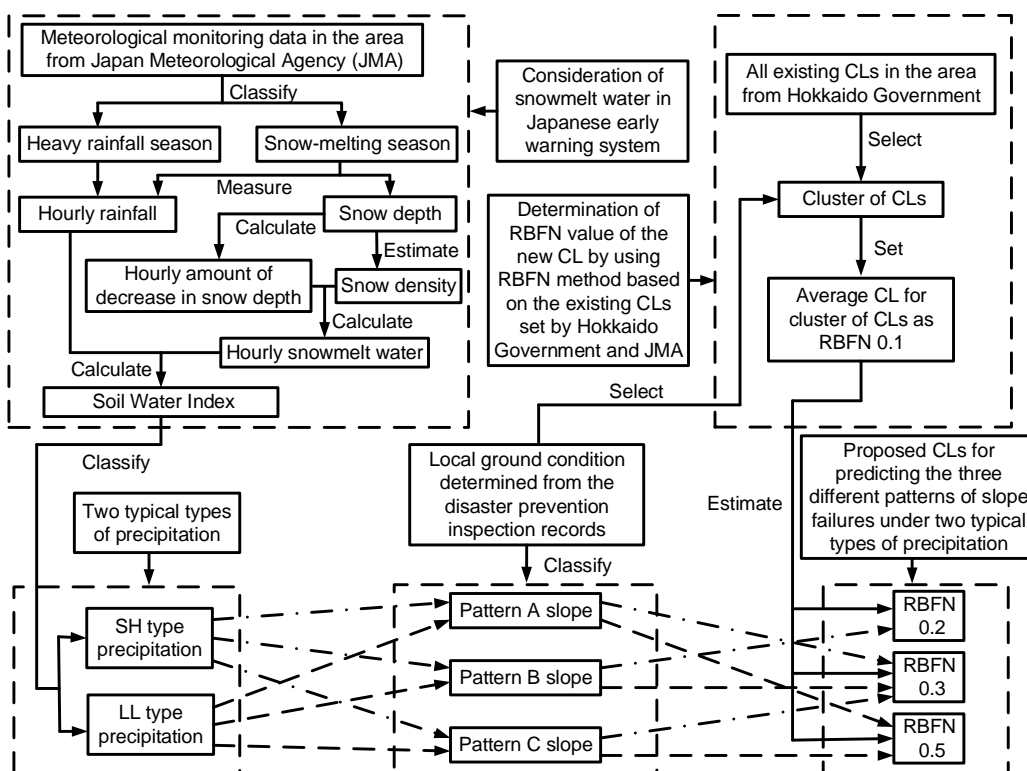 Meteorological monitoring data in the area
from Japan Meteorological Agency (JMA)
Classify
Heavy rainfall season
Snow-melting season
Measure
Hourly rainfall
Snow depth
Calculate
Estimate
Hourly amount of
decrease in snow depth
Snow density
Calculate
Hourly snowmelt water
Calculate
Soil Water Index
Consideration of
snowmelt water in
Japanese early
warning system
Determination of
RBFN value of the
new CL by using
RBFN method based
on the existing CLs
set by Hokkaido
Government and JMA
All existing CLs in the area
from Hokkaido Government
Select
Cluster of CLs
Set
Average CL for
cluster of CLs as
RBFN 0.1
Select
Classify
Two typical types
of precipitation
Local ground condition
determined from the
disaster prevention
inspection records
Classify
Estimate
Proposed CLs for
predicting the three
different patterns of slope
failures under two typical
types of precipitation
SH type
precipitation
LL type
precipitation
Pattern A slope
Pattern B slope
Pattern C slope
RBFN
0.2
RBFN
0.3
RBFN
0.5